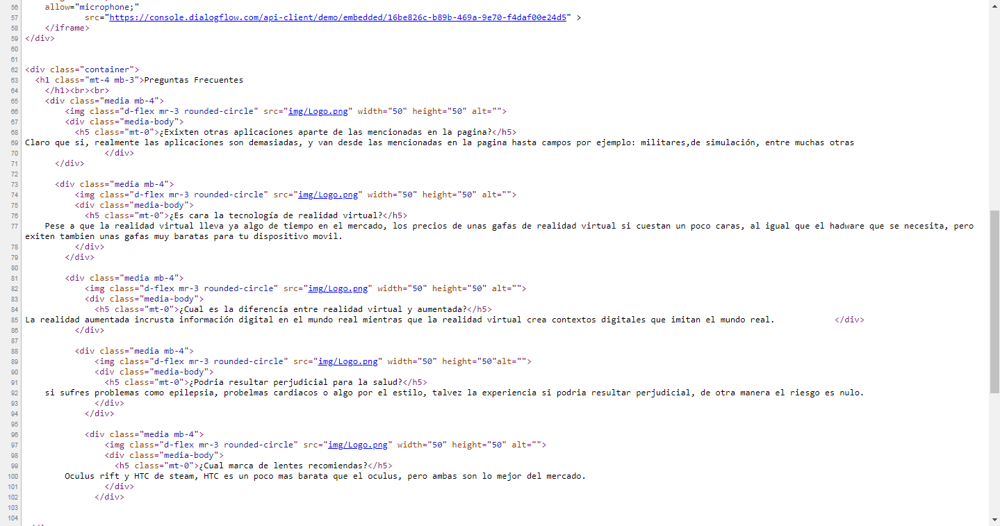 56 allow="microphone;"
57 src="https://console.dialogflow.com/api-client/demo/embedded/16be826c-b89b-469a-9e70-f4daf00e24d5" >
58 </iframe>
59 </div>
60
61
62 <div class="container">
63 <h1 class="mt-4 mb-3">Preguntas Frecuentes
64 </h1><br><br>
65 <div class="media mb-4">
66 <img class="d-flex mr-3 rounded-circle" src="img/Logo.png" width="50" height="50" alt="">
67 <div class="media-body">
68 <h5 class="mt-0">¿Exixten otras aplicaciones aparte de las mencionadas en la pagina?</h5>
69 Claro que si, realmente las aplicaciones son demasiadas, y van desde las mencionadas en la pagina hasta campos por ejemplo: militares,de simulación, entre muchas otras
70 </div>
71 </div>
72
73 <div class="media mb-4">
74 <img class="d-flex mr-3 rounded-circle" src="img/Logo.png" width="50" height="50" alt="">
75 <div class="media-body">
76 <h5 class="mt-0">¿Es cara la tecnología de realidad virtual?</h5>
77 Pese a que la realidad virtual lleva ya algo de tiempo en el mercado, los precios de unas gafas de realidad virtual si cuestan un poco caras, al igual que el hadware que se necesita, pero
exiten tambien unas gafas muy baratas para tu dispositivo movil.
78 </div>
79 </div>
80
81 <div class="media mb-4">
82 <img class="d-flex mr-3 rounded-circle" src="img/Logo.png" width="50" height="50" alt="">
83 <div class="media-body">
84 <h5 class="mt-0">¿Cual es la diferencia entre realidad virtual y aumentada?</h5>
85 La realidad aumentada incrusta información digital en el mundo real mientras que la realidad virtual crea contextos digitales que imitan el mundo real. </div>
86 </div>
87
88 <div class="media mb-4">
89 <img class="d-flex mr-3 rounded-circle" src="img/Logo.png" width="50" height="50"alt="">
90 <div class="media-body">
91 <h5 class="mt-0">¿Podria resultar perjudicial para la salud?</h5>
92 si sufres problemas como epilepsia, probelmas cardiacos o algo por el estilo, talvez la experiencia si podria resultar perjudicial, de otra manera el riesgo es nulo.
93 </div>
94 </div>
95
96 <div class="media mb-4">
97 <img class="d-flex mr-3 rounded-circle" src="img/Logo.png" width="50" height="50" alt="">
98 <div class="media-body">
99 <h5 class="mt-0">¿Cual marca de lentes recomiendas?</h5>
100 Oculus rift y HTC de steam, HTC es un poco mas barata que el oculus, pero ambas son lo mejor del mercado.
101 </div>
102 </div>
103
104